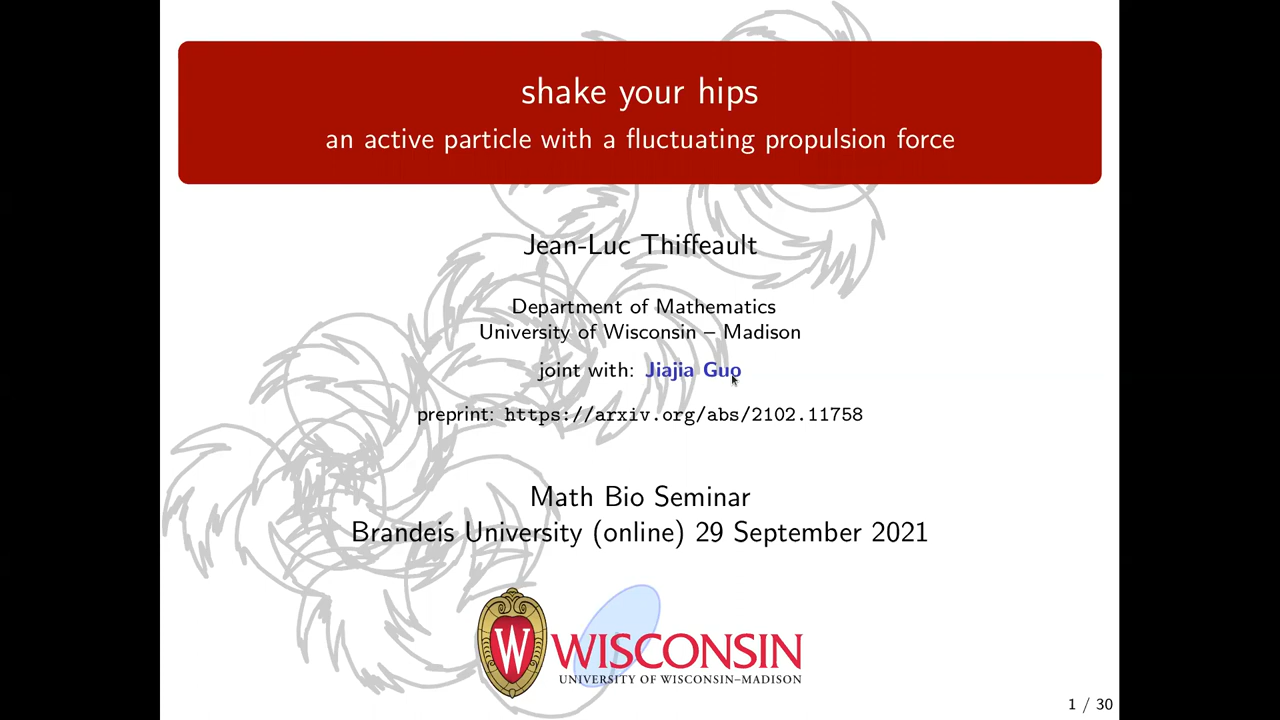 shake your hips
an active particle with a fluctuating propulsion force
Jean-Luc Thiffeault
Department of Mathematics
University of Wisconsin – Madison
joint with: Jiajia Guo
preprint: https://arxiv.org/abs/2102.11758
Math Bio Seminar
Brandeis University (online) 29 September 2021
W
WISCONSIN
UNIVERSITY OF WISCONSIN–MADISON
1 / 30